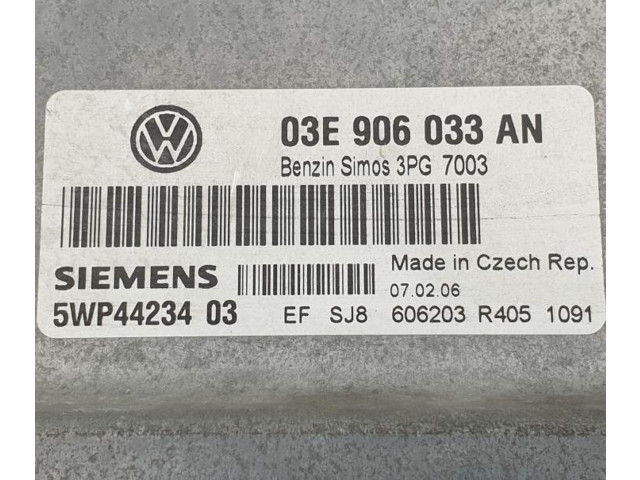 VW
03E 906 033 AN
Benzin Simos 3PG 7003
SIEMENS
Made in Czech Rep.
07.02.06
5WP44234 03 EF SJ8 606203 R405 1091